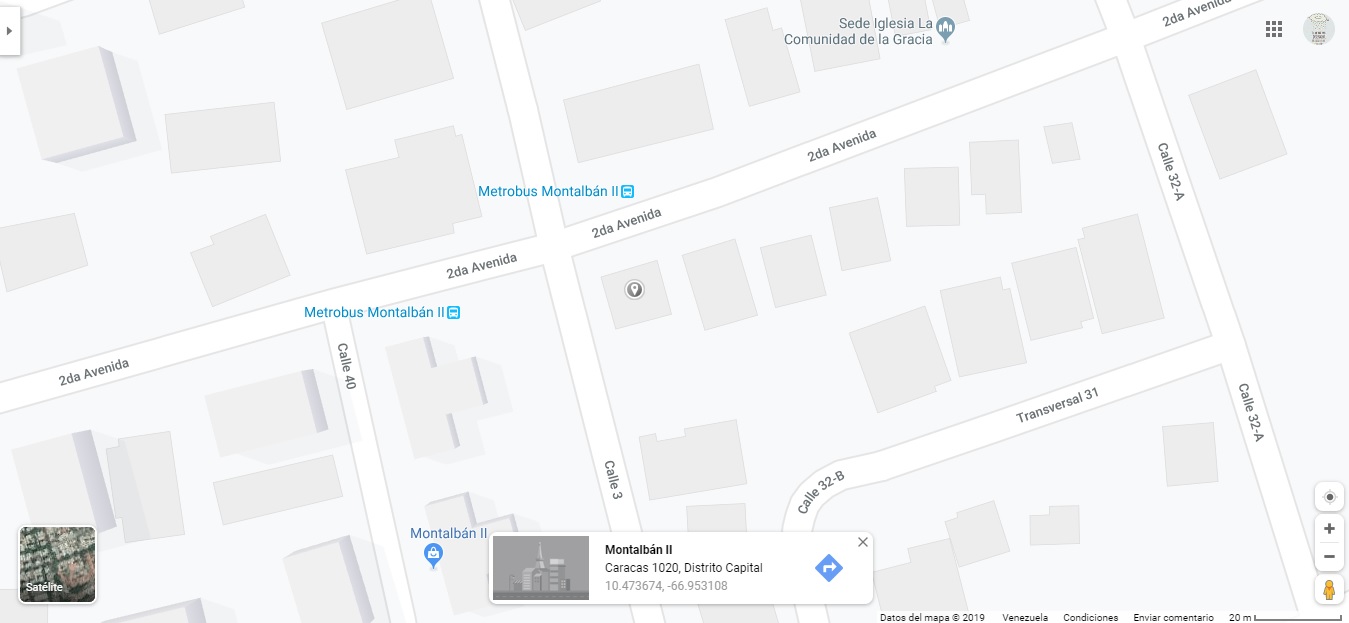 2da Avenida
Sede Iglesia La
Comunidad de la Gracia
2da Avenida
Calle 32-A
Metrobus Montalbán II
2da Avenida
2da Avenida
Metrobus Montalbán II
2da Avenida
Calle 40
Transversal 31
Calle 32-A
Calle 3
Calle 32-B
Montalbán II
Montalbán II
Caracas 1020, Distrito Capital
10.473674, -66.953108
Satélite
Datos del mapa © 2019 Venezuela Condiciones Enviar comentario 20 m